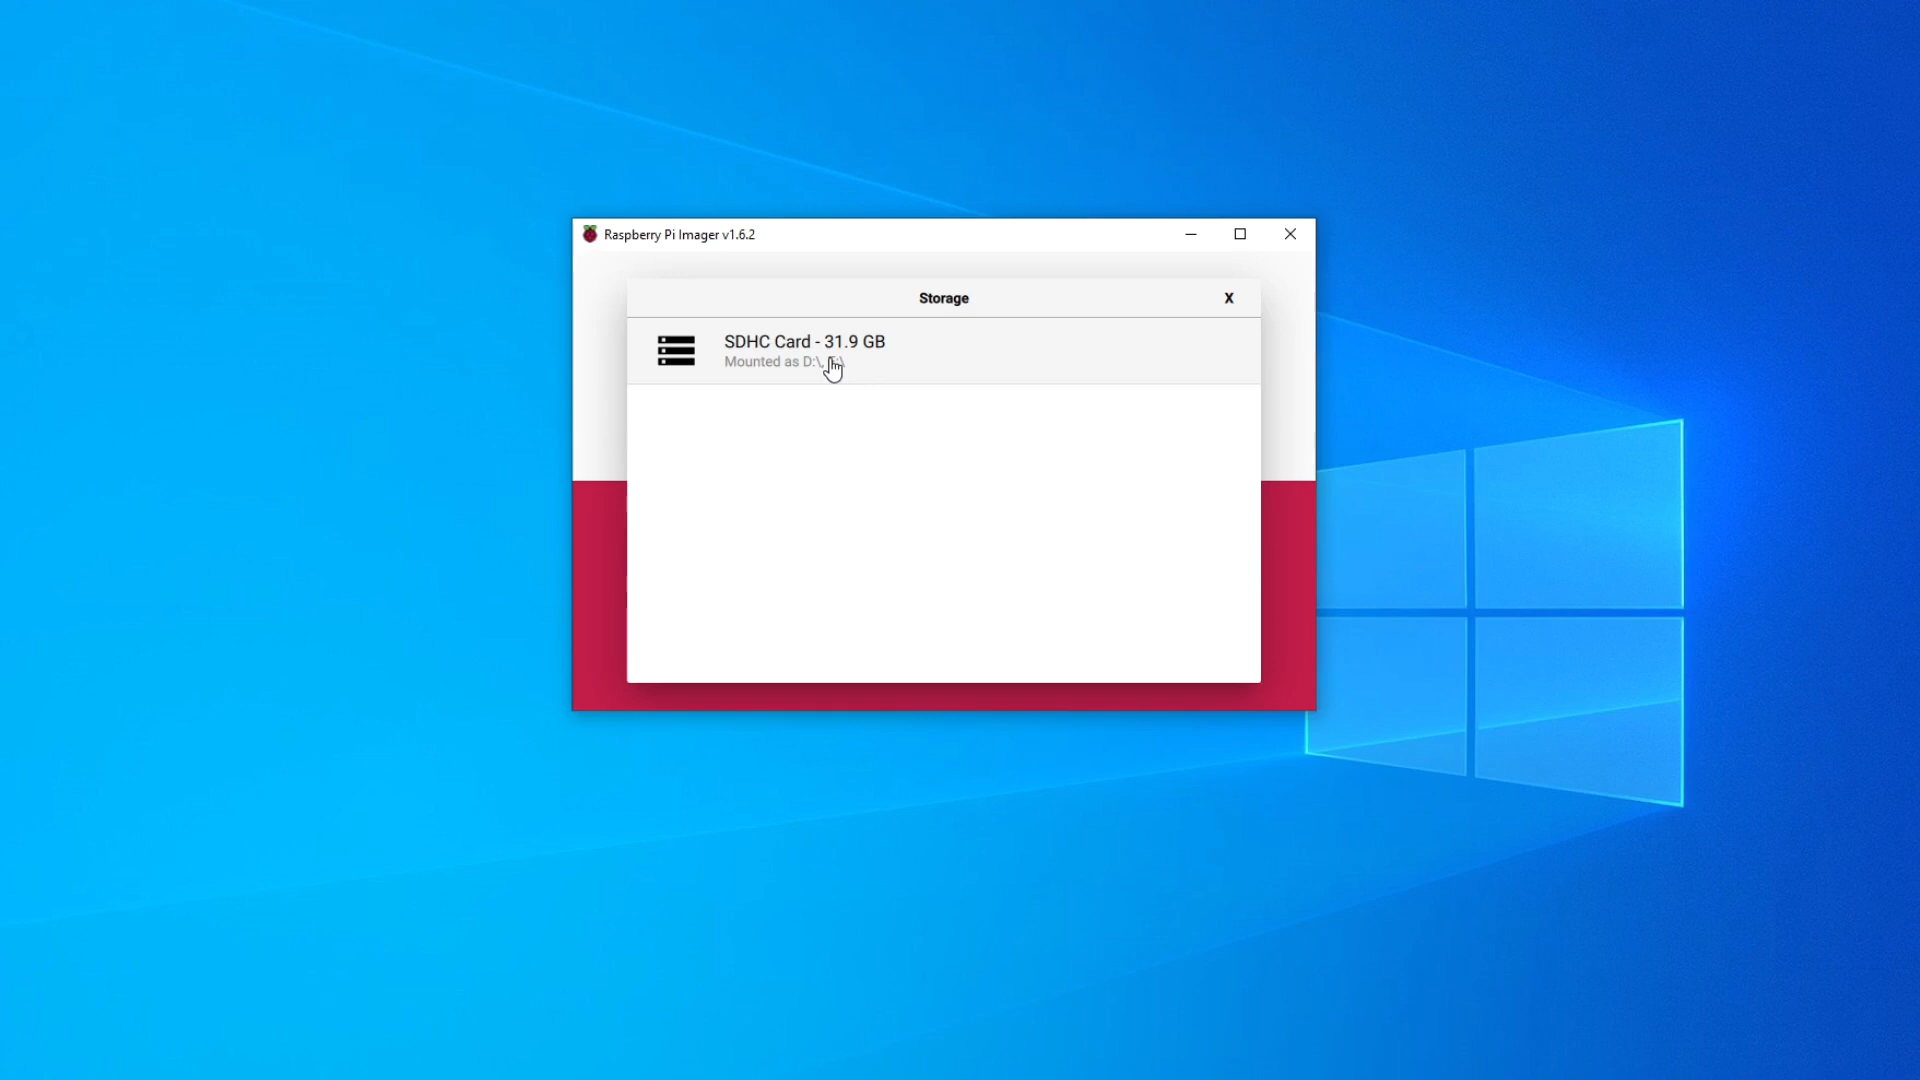 Raspberry Pi Imager v1.6.2
Storage
X
SDHC Card - 31.9 GB
Mounted as D:\,